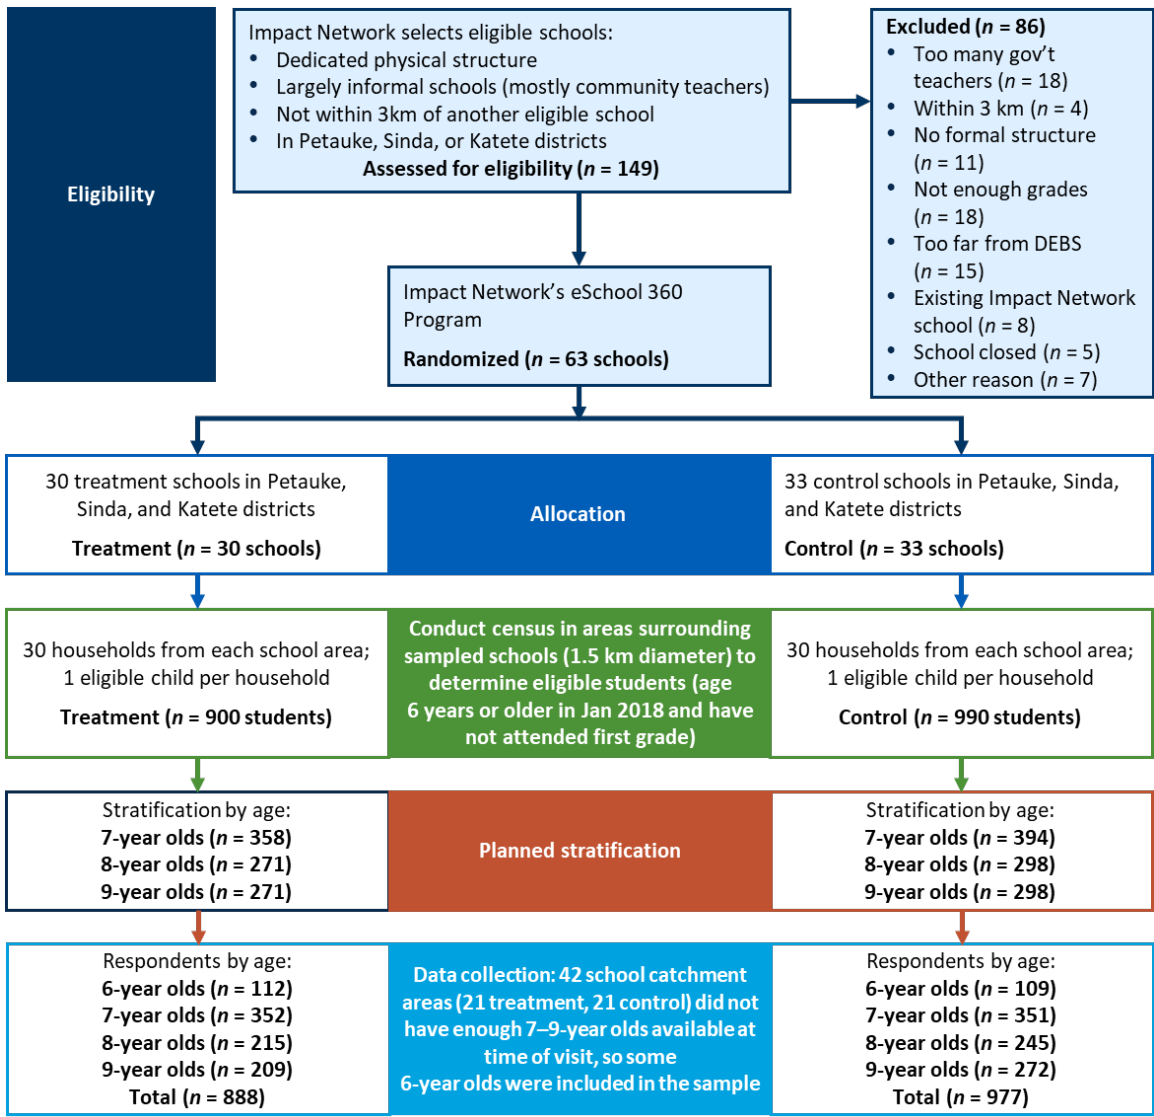 Eligibility
Impact Network selects eligible schools:
• Dedicated physical structure
• Largely informal schools (mostly community teachers)
• Not within 3km of another eligible school
• In Petauke, Sinda, or Katete districts
Assessed for eligibility (n = 149)
Excluded (n = 86)
• Too many gov't
teachers (n = 18)
• Within 3 km (n = 4)
• No formal structure
(n = 11)
• Not enough grades
(n = 18)
• Too far from DEBS
(n = 15)
• Existing Impact Network
school (n = 8)
• School closed (n = 5)
• Other reason (n = 7)
Impact Network's eSchool 360
Program
Randomized (n = 63 schools)
30 treatment schools in Petauke,
Sinda, and Katete districts
Treatment (n = 30 schools)
Allocation
33 control schools in Petauke, Sinda,
and Katete districts
Control (n = 33 schools)
30 households from each school area;
1 eligible child per household
Treatment (n = 900 students)
Conduct census in areas surrounding
sampled schools (1.5 km diameter) to
determine eligible students (age
6 years or older in Jan 2018 and have
not attended first grade)
30 households from each school area;
1 eligible child per household
Control (n = 990 students)
Stratification by age:
7-year olds (n = 358)
8-year olds (n = 271)
9-year olds (n = 271)
Planned stratification
Stratification by age:
7-year olds (n = 394)
8-year olds (n = 298)
9-year olds (n = 298)
Respondents by age:
6-year olds (n = 112)
7-year olds (n = 352)
8-year olds (n = 215)
9-year olds (n = 209)
Total (n = 888)
Data collection: 42 school catchment
areas (21 treatment, 21 control) did not
have enough 7–9-year olds available at
time of visit, so some
6-year olds were included in the sample
Respondents by age:
6-year olds (n = 109)
7-year olds (n = 351)
8-year olds (n = 245)
9-year olds (n = 272)
Total (n = 977)